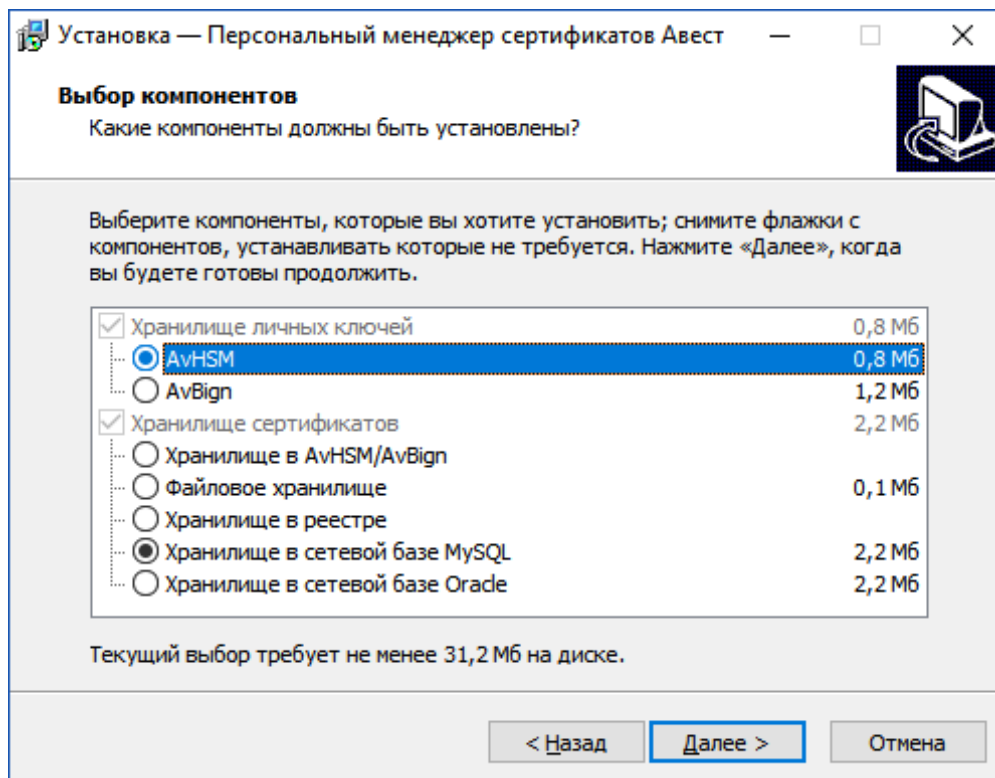 Установка — Персональный менеджер сертификатов Авест
Выбор компонентов
Какие компоненты должны быть установлены?
Выберите компоненты, которые вы хотите установить; снимите флажки с
компонентов, устанавливать которые не требуется. Нажмите «Далее», когда
вы будете готовы продолжить.
Хранилище личных ключей 0,8 Мб
AvHSM 0,8 Мб
AvBign 1,2 Мб
Хранилище сертификатов 2,2 Мб
Хранилище в AvHSM/AvBign
Файловое хранилище 0,1 Мб
Хранилище в реестре
Хранилище в сетевой базе MySQL 2,2 Мб
Хранилище в сетевой базе Oracle 2,2 Мб
Текущий выбор требует не менее 31,2 Мб на диске.
< Назад Далее > Отмена